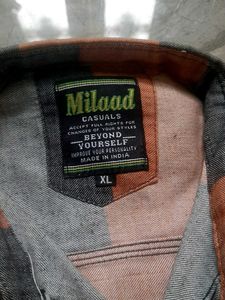 Milaad
CASUALS
ACCEPT FULL RIGHTS FOR
CHANGES OF YOUR STYLES
BEYOND
YOURSELF
IMPROVE YOUR PERSONALITY
MADE IN INDIA
XL